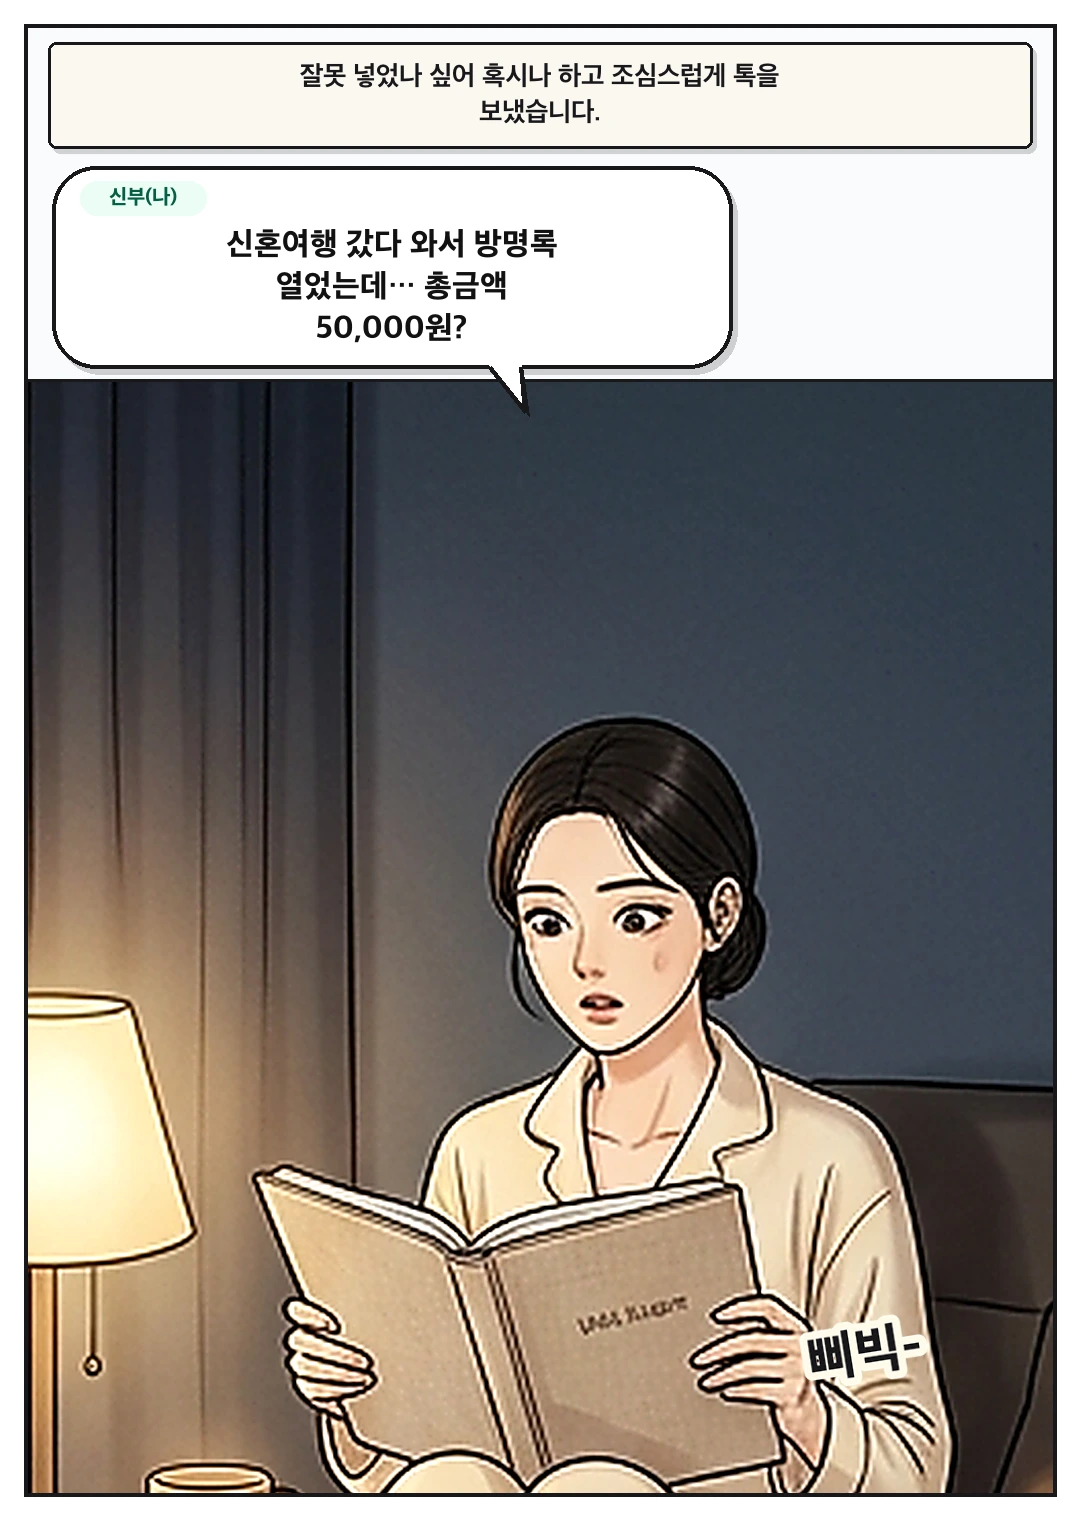 잘못 넣었나 싶어 혹시나 하고 조심스럽게 톡을
보냈습니다.
신부(나)
신혼여행 갔다 와서 방명록
열었는데… 총금액
50,000원?
삐빅-